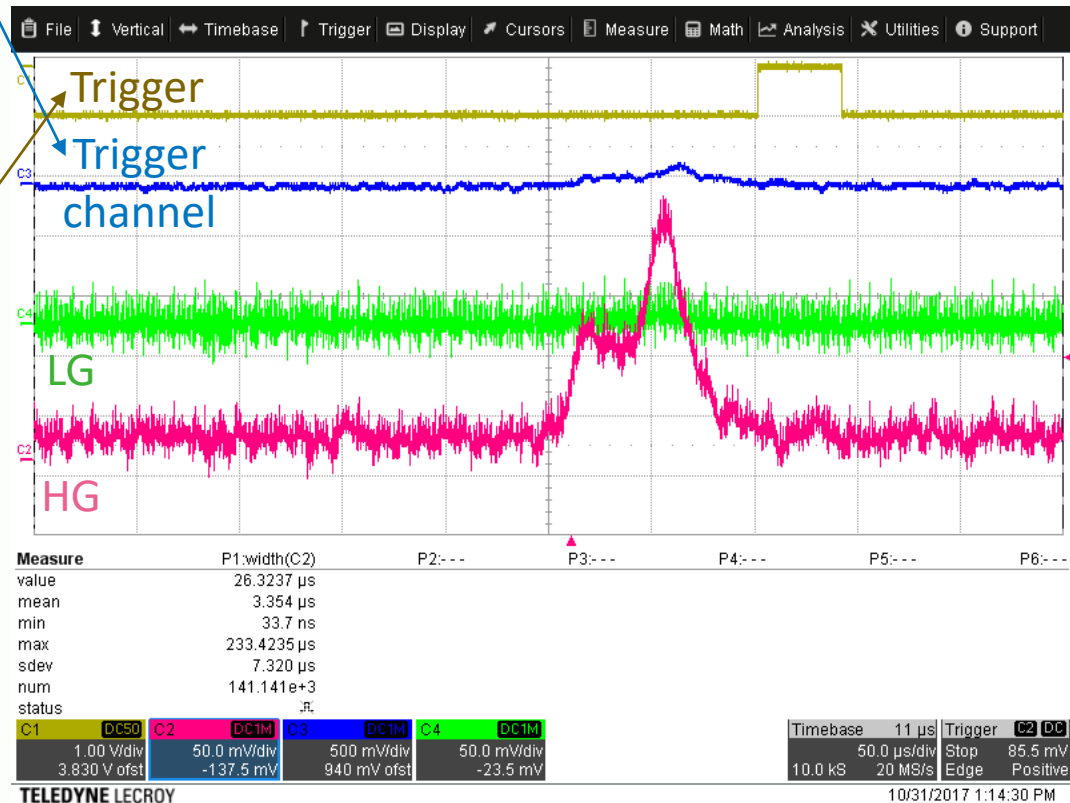 File Vertical Timebase Trigger Display Cursors Measure Math Analysis Utilities Support
Trigger
C3
Trigger
channel
C4
LG
C2
HG
Measure P1:width(C2) P2:- - - P3:- - - P4:- - - P5:- - - P6:- - -
value 26.3237 µs
mean 3.354 µs
min 33.7 ns
max 233.4235 µs
sdev 7.320 µs
num 141.141e+3
status
C1 DC50 C2 DC1M C3 DC1M C4 DC1M Timebase 11 µs Trigger C2 DC
1.00 V/div 50.0 mV/div 500 mV/div 50.0 mV/div 50.0 µs/div Stop 85.5 mV
3.830 V ofst -137.5 mV 940 mV ofst -23.5 mV 10.0 kS 20 MS/s Edge Positive
TELEDYNE LECROY 10/31/2017 1:14:30 PM